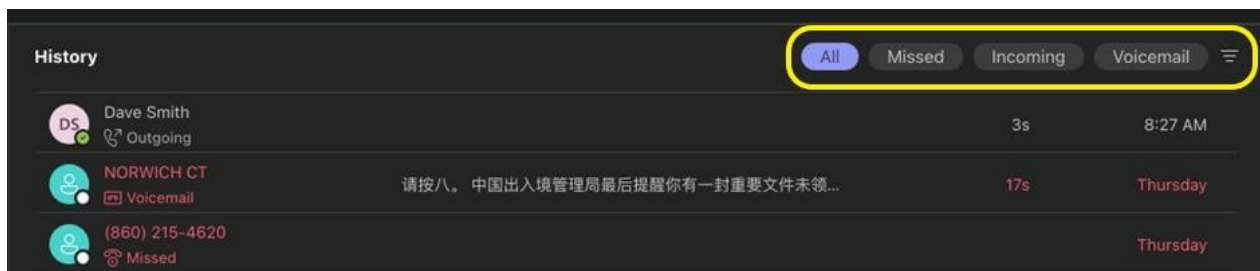 History All Missed Incoming Voicemail
DS Dave Smith
Outgoing 3s 8:27 AM
NORWICH CT
Voicemail 请按八。 中国出入境管理局最后提醒你有一封重要文件未领... 17s Thursday
(860) 215-4620
Missed Thursday